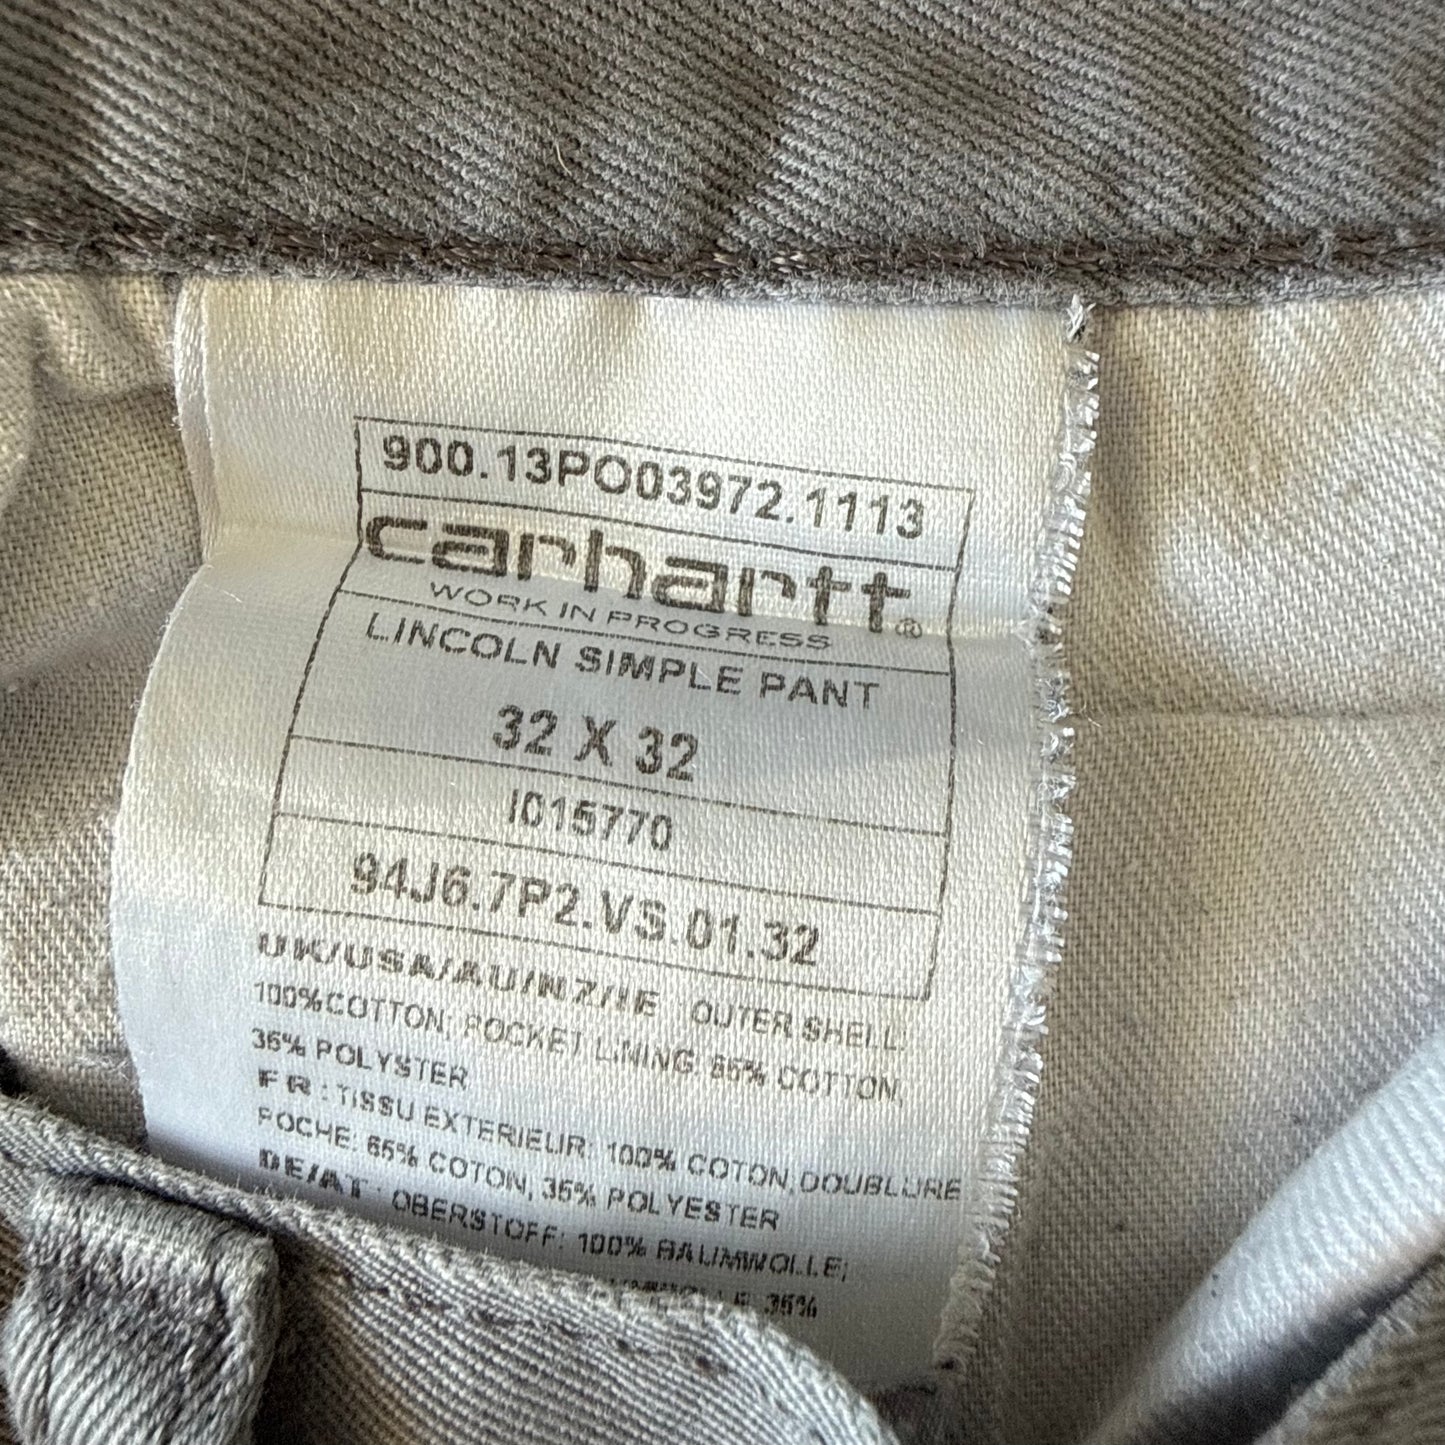 900.13PO03972.1113
carhartt®
WORK IN PROGRESS
LINCOLN SIMPLE PANT
32 X 32
I015770
94J6.7P2.VS.01.32
UK/USA/AU/NZ/IE OUTER SHELL:
100%COTTON; POCKET LINING: 65% COTTON,
35% POLYSTER
FR: TISSU EXTERIEUR: 100% COTON, DOUBLURE
POCHE: 65% COTON, 35% POLYESTER
DE/AT: OBERSTOFF: 100% BAUMWOLLE;
35%